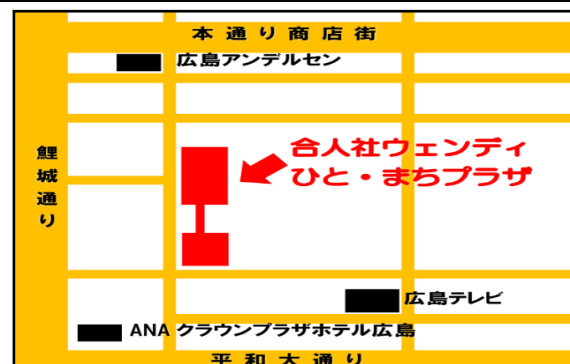 本通り商店街
広島アンデルセン
鯉城通り
合人社ウェンディ
ひと・まちプラザ
広島テレビ
ANA クラウンプラザホテル広島
平和大通り